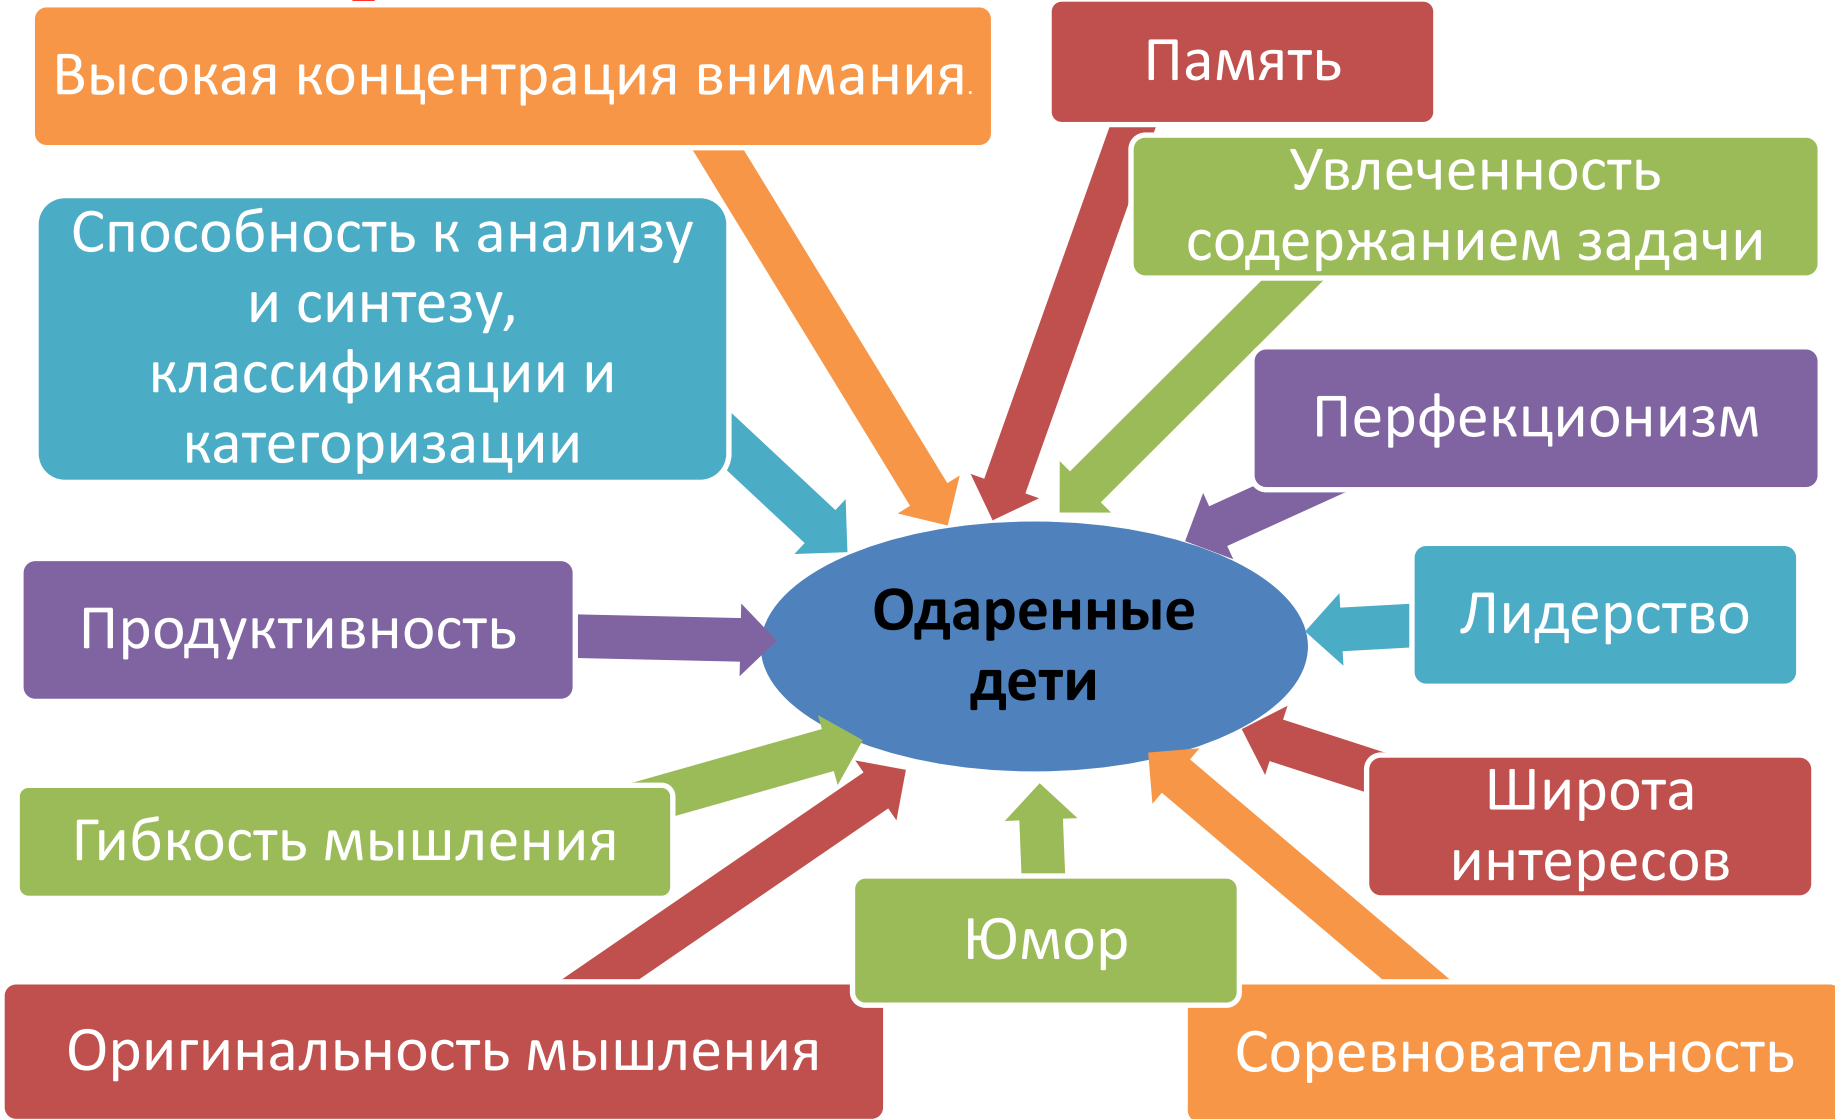 Высокая концентрация внимания.
Память
Увлеченность
содержанием задачи
Способность к анализу
и синтезу,
классификации и
категоризации
Перфекционизм
Продуктивность
Одаренные
дети
Лидерство
Гибкость мышления
Широта
интересов
Юмор
Оригинальность мышления
Соревновательность